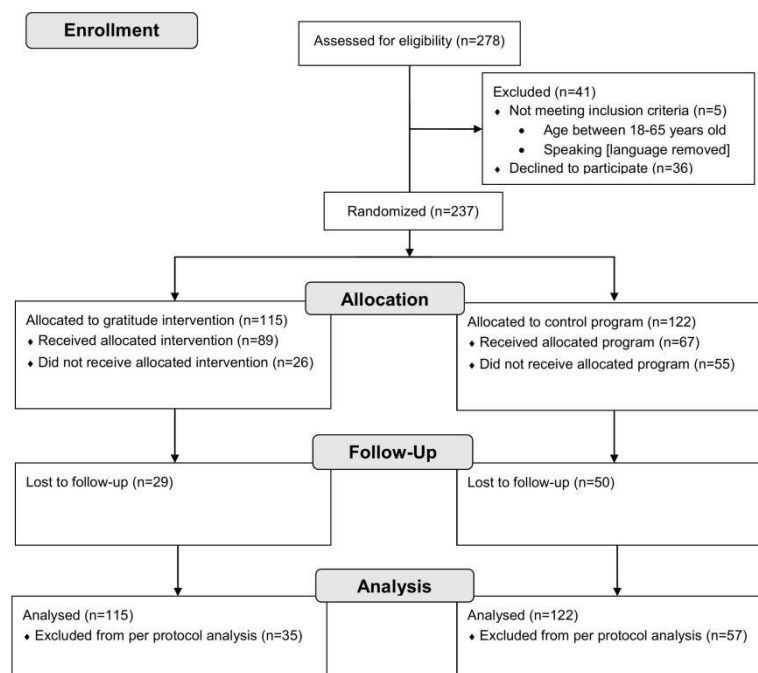 Enrollment
Assessed for eligibility (n=278)
Excluded (n=41)
♦ Not meeting inclusion criteria (n=5)
• Age between 18-65 years old
• Speaking [language removed]
♦ Declined to participate (n=36)
Randomized (n=237)
Allocation
Allocated to gratitude intervention (n=115)
♦ Received allocated intervention (n=89)
♦ Did not receive allocated intervention (n=26)
Allocated to control program (n=122)
♦ Received allocated program (n=67)
♦ Did not receive allocated program (n=55)
Follow-Up
Lost to follow-up (n=29)
Lost to follow-up (n=50)
Analysis
Analysed (n=115)
♦ Excluded from per protocol analysis (n=35)
Analysed (n=122)
♦ Excluded from per protocol analysis (n=57)